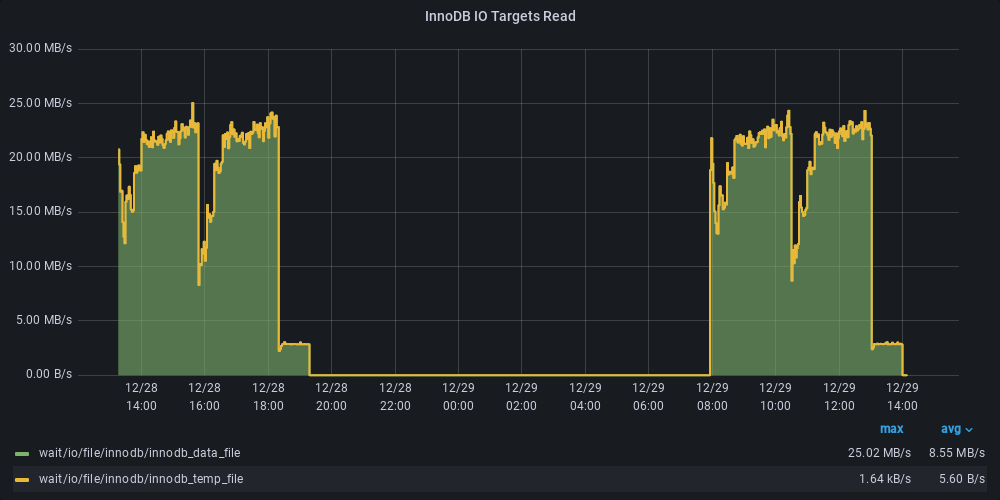 InnoDB IO Targets Read
30.00 MB/s
25.00 MB/s
20.00 MB/s
15.00 MB/s
10.00 MB/s
5.00 MB/s
0.00 B/s
12/28 12/28 12/28 12/28 12/28 12/29 12/29 12/29 12/29 12/29 12/29 12/29 12/29
14:00 16:00 18:00 20:00 22:00 00:00 02:00 04:00 06:00 08:00 10:00 12:00 14:00
max avg
wait/io/file/innodb/innodb_data_file 25.02 MB/s 8.55 MB/s
wait/io/file/innodb/innodb_temp_file 1.64 kB/s 5.60 B/s